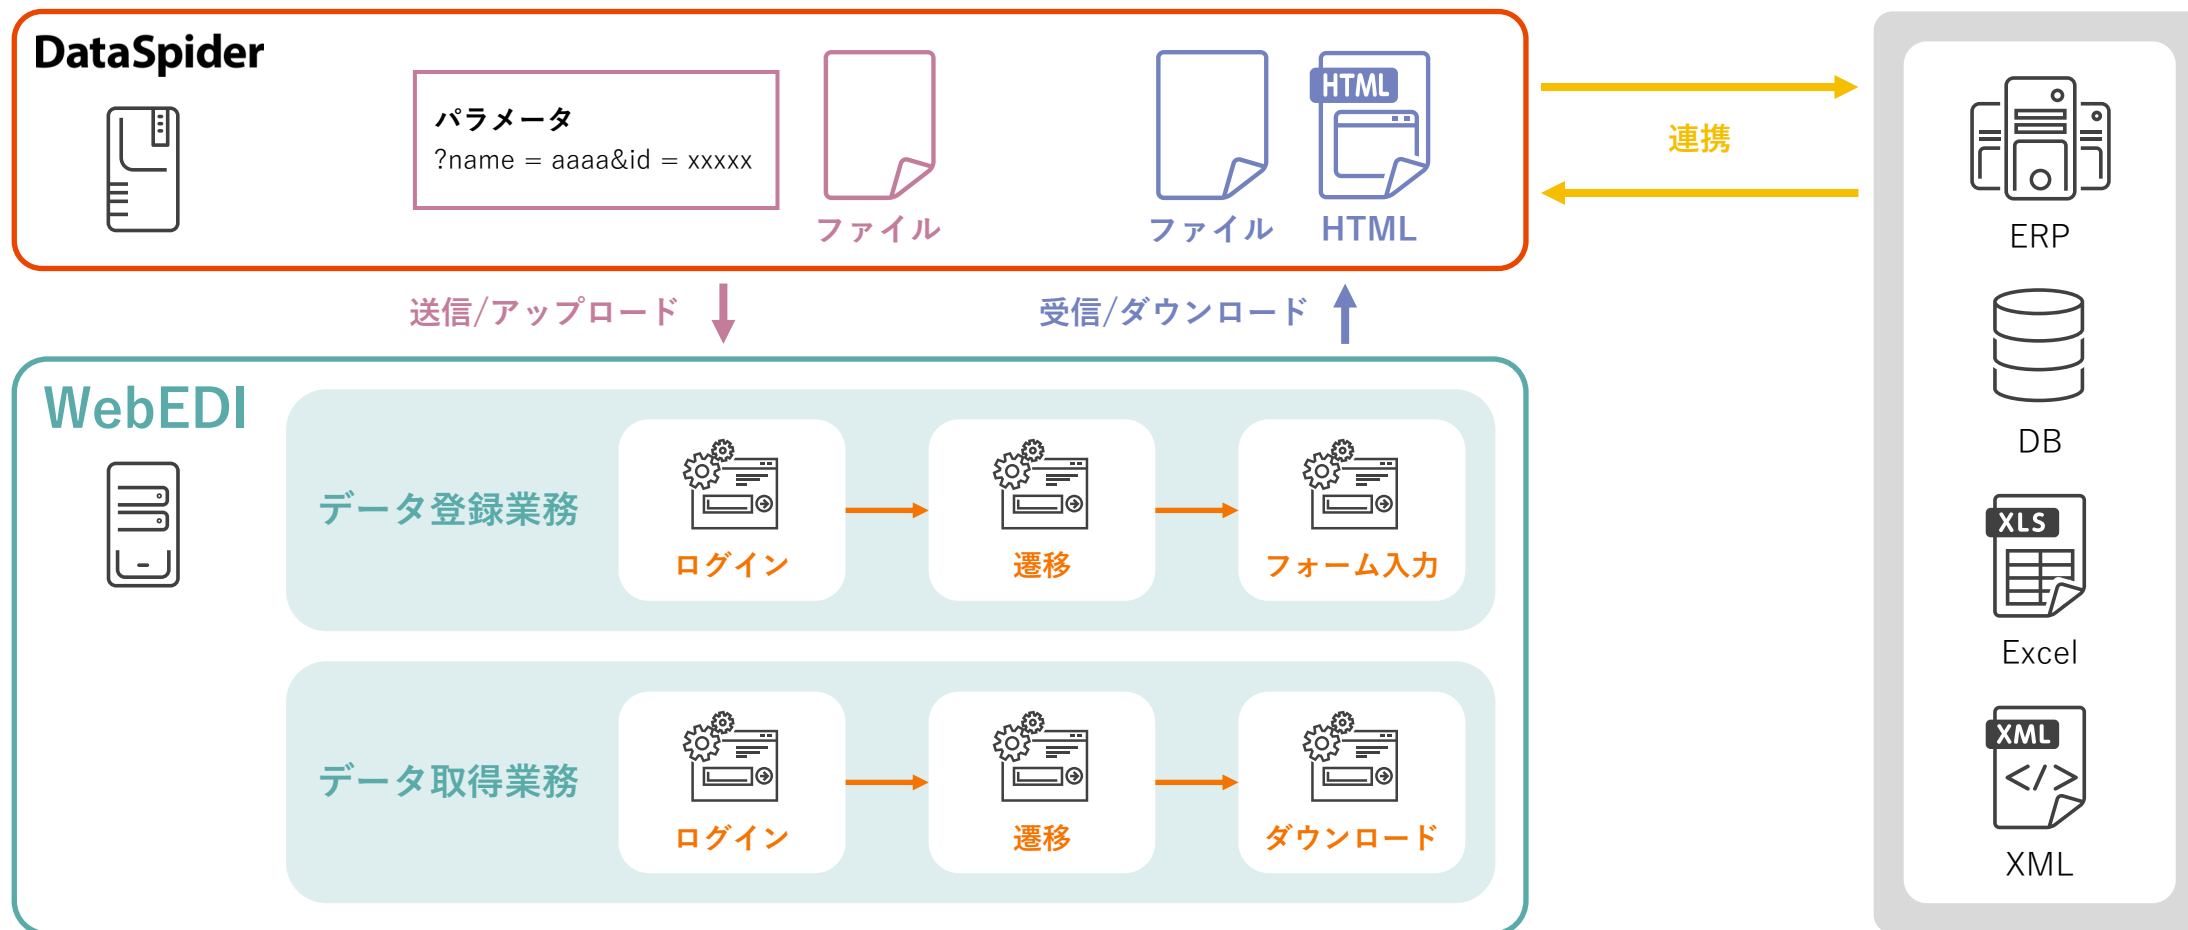 DataSpider
パラメータ
?name = aaaa&id = xxxxx
ファイル
ファイル
HTML
HTML
連携
送信/アップロード
受信/ダウンロード
WebEDI
データ登録業務
ログイン
遷移
フォーム入力
データ取得業務
ログイン
遷移
ダウンロード
ERP
DB
XLS
Excel
XML
</>
XML